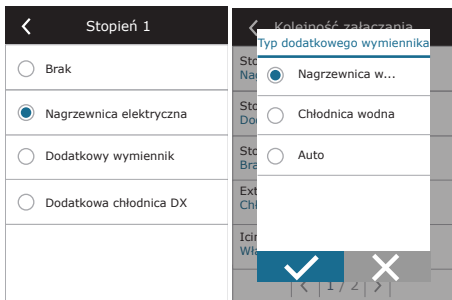 Stopień 1
Brak
Nagrzewnica elektryczna
Dodatkowy wymiennik
Dodatkowa chłodnica DX
Kolejność załączania
Typ dodatkowego wymiennika
Nagrzewnica w...
Chłodnica wodna
Auto
1 / 2